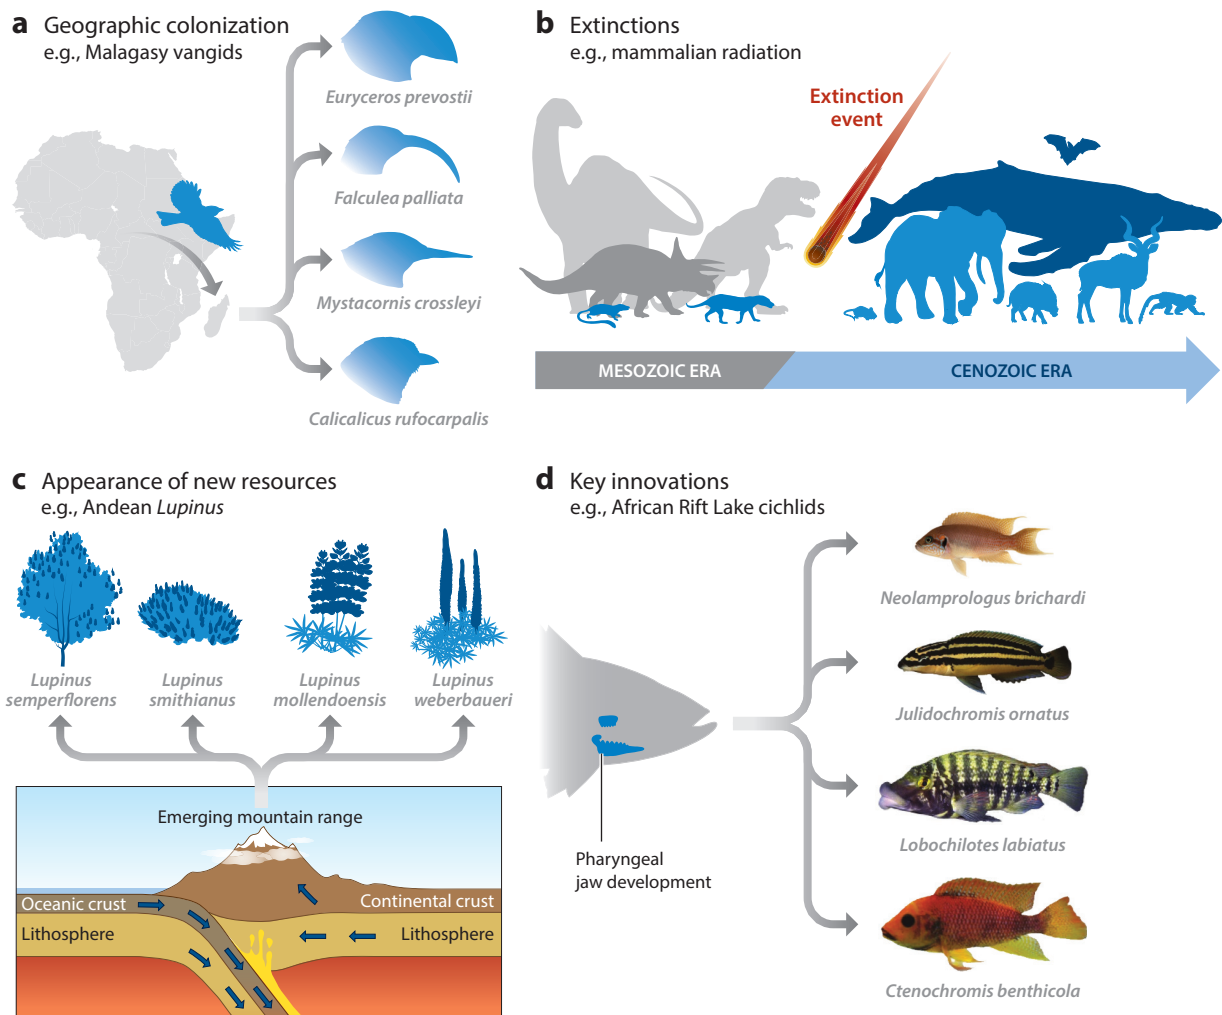 a Geographic colonization
e.g., Malagasy vangids
Euryceros prevostii
Falculea palliata
Mystacornis crossleyi
Calicalicus rufocarpalis
b Extinctions
e.g., mammalian radiation
Extinction
event
MESOZOIC ERA
CENOZOIC ERA
c Appearance of new resources
e.g., Andean Lupinus
Lupinus
semperflorens
Lupinus
smithianus
Lupinus
mollendoensis
Lupinus
weberbaueri
Emerging mountain range
Oceanic crust
Continental crust
Lithosphere
Lithosphere
d Key innovations
e.g., African Rift Lake cichlids
Neolamprologus brichardi
Julidochromis ornatus
Lobochilotes labiatus
Ctenochromis benthicola
Pharyngeal
jaw development